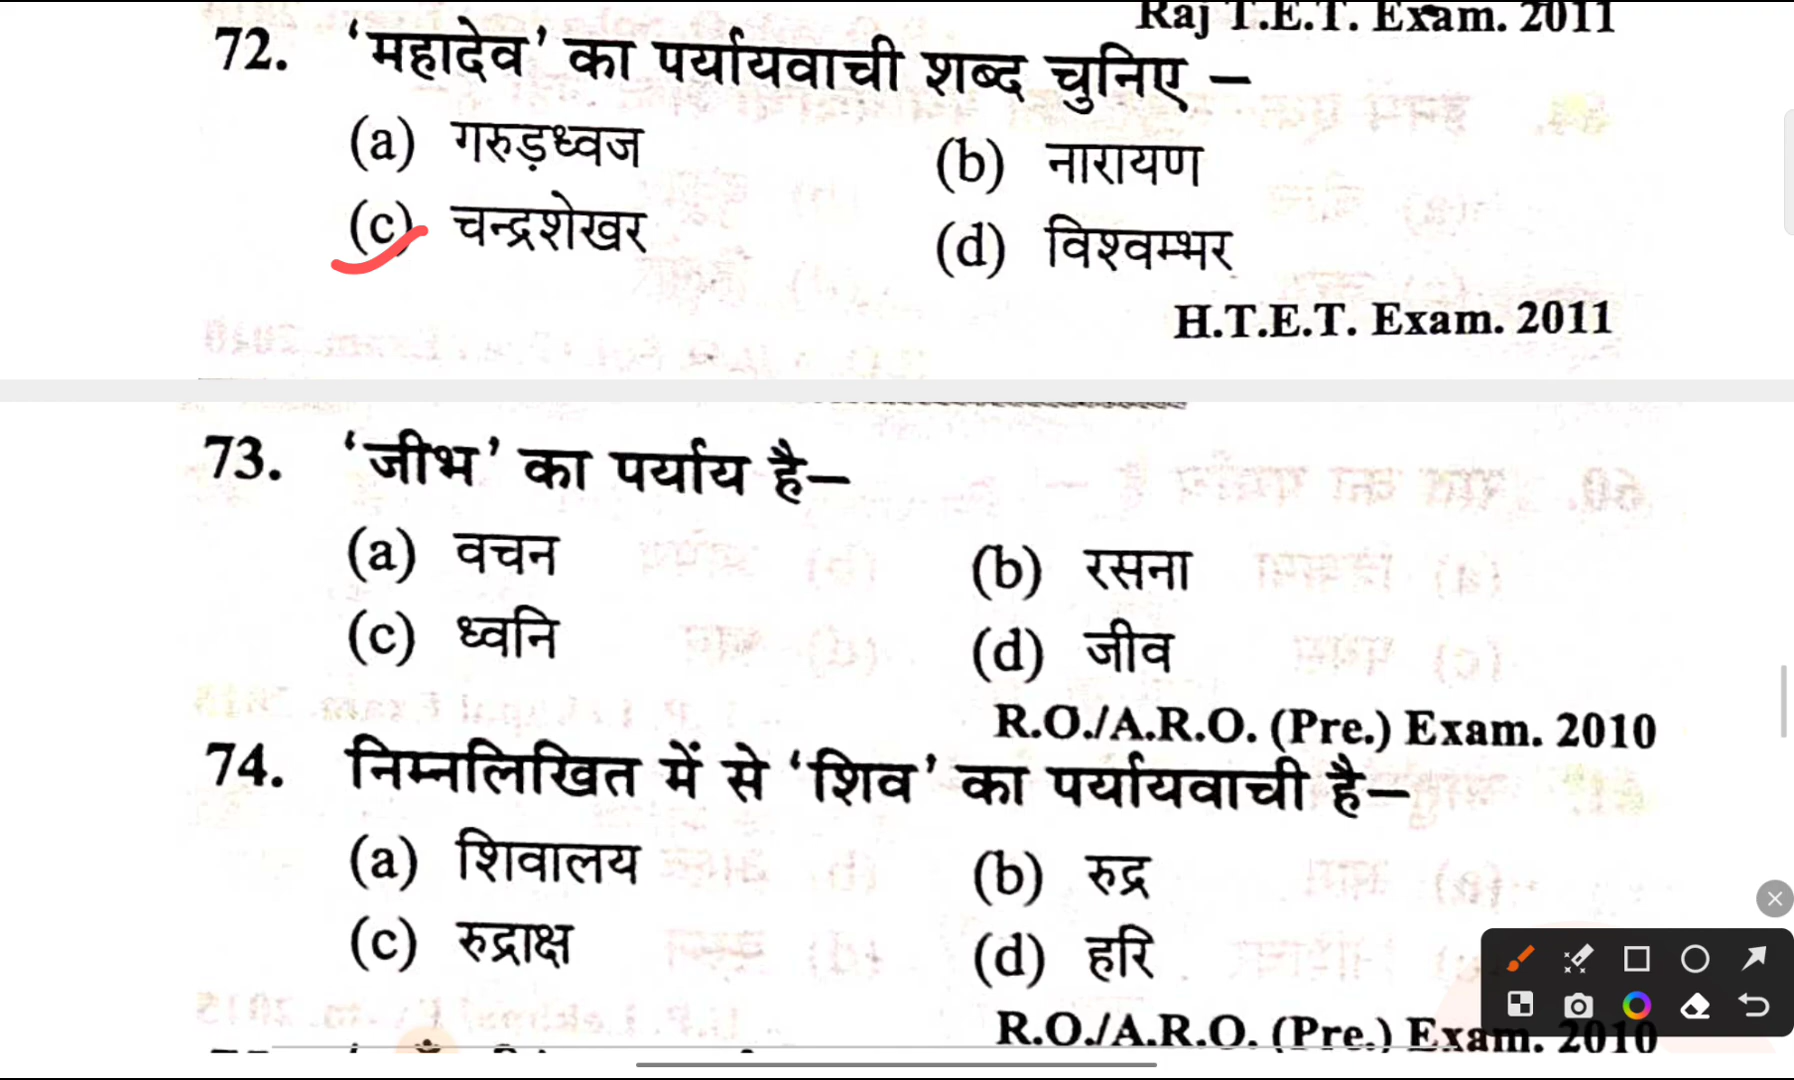 Raj T.E.T. Exam. 2011
72. ‘महादेव’ का पर्यायवाची शब्द चुनिए –
(a) गरुड़ध्वज (b) नारायण
(c) चन्द्रशेखर (d) विश्वम्भर
H.T.E.T. Exam. 2011
73. ‘जीभ’ का पर्याय है–
(a) वचन (b) रसना
(c) ध्वनि (d) जीव
R.O./A.R.O. (Pre.) Exam. 2010
74. निम्नलिखित में से ‘शिव’ का पर्यायवाची है–
(a) शिवालय (b) रुद्र
(c) रुद्राक्ष (d) हरि
R.O./A.R.O. (Pre.) Exam. 2010